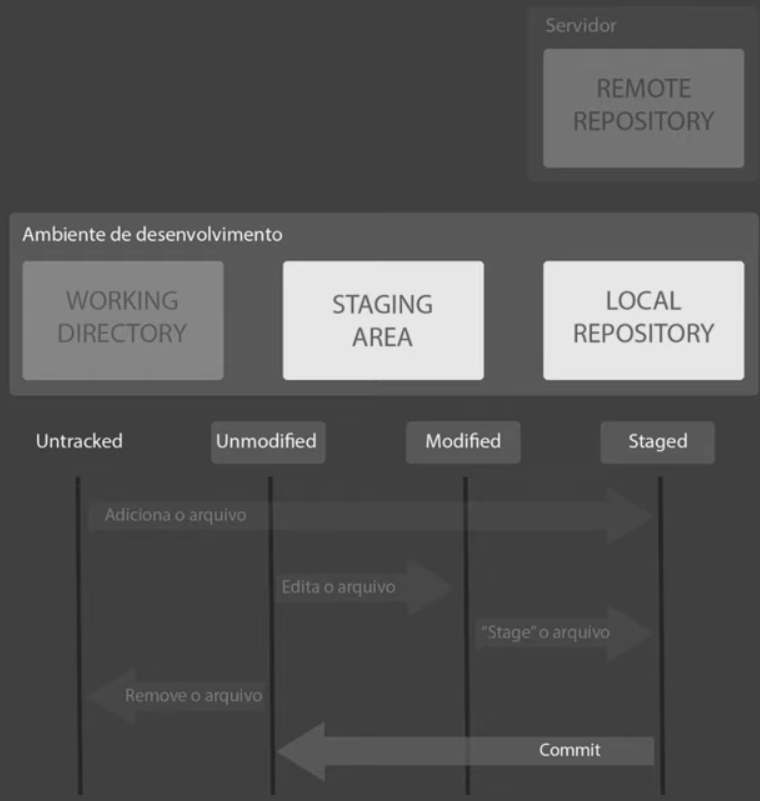 Servidor
REMOTE
REPOSITORY
Ambiente de desenvolvimento
WORKING
DIRECTORY
STAGING
AREA
LOCAL
REPOSITORY
Untracked
Unmodified
Modified
Staged
Adiciona o arquivo
Edita o arquivo
“Stage” o arquivo
Remove o arquivo
Commit